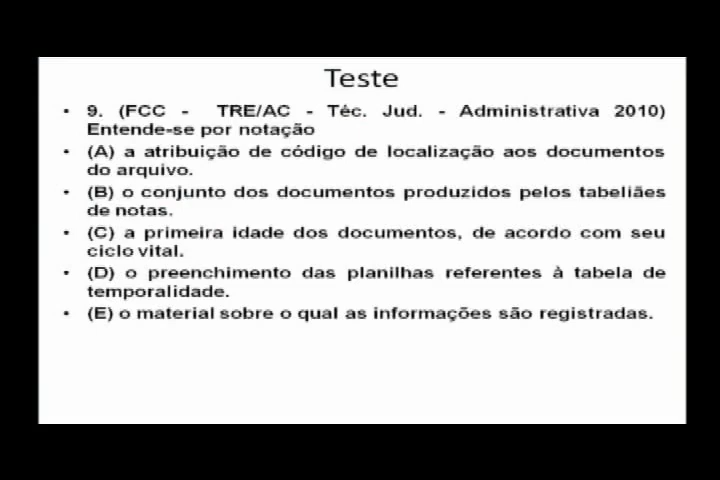 Teste
• 9. (FCC - TRE/AC - Téc. Jud. - Administrativa 2010)
Entende-se por notação
• (A) a atribuição de código de localização aos documentos
do arquivo.
• (B) o conjunto dos documentos produzidos pelos tabeliães
de notas.
• (C) a primeira idade dos documentos, de acordo com seu
ciclo vital.
• (D) o preenchimento das planilhas referentes à tabela de
temporalidade.
• (E) o material sobre o qual as informações são registradas.